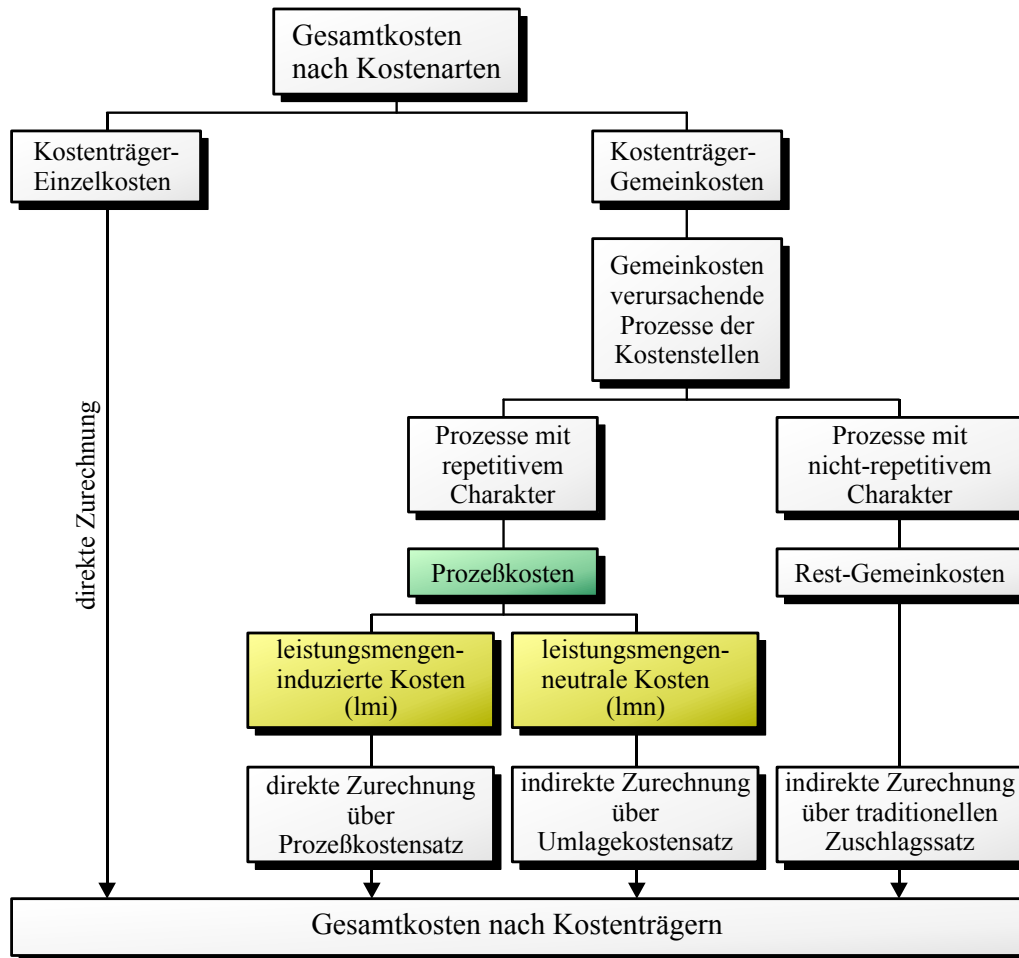 Gesamtkosten
nach Kostenarten
Kostenträger-
Einzelkosten
Kostenträger-
Gemeinkosten
Gemeinkosten
verursachende
Prozesse der
Kostenstellen
direkte Zurechnung
Prozesse mit
repetitivem
Charakter
Prozesse mit
nicht-repetitivem
Charakter
Prozeßkosten
Rest-Gemeinkosten
leistungsmengen-
induzierte Kosten
(lmi)
leistungsmengen-
neutrale Kosten
(lmn)
direkte Zurechnung
über
Prozeßkostensatz
indirekte Zurechnung
über
Umlagekostensatz
indirekte Zurechnung
über traditionellen
Zuschlagssatz
Gesamtkosten nach Kostenträgern